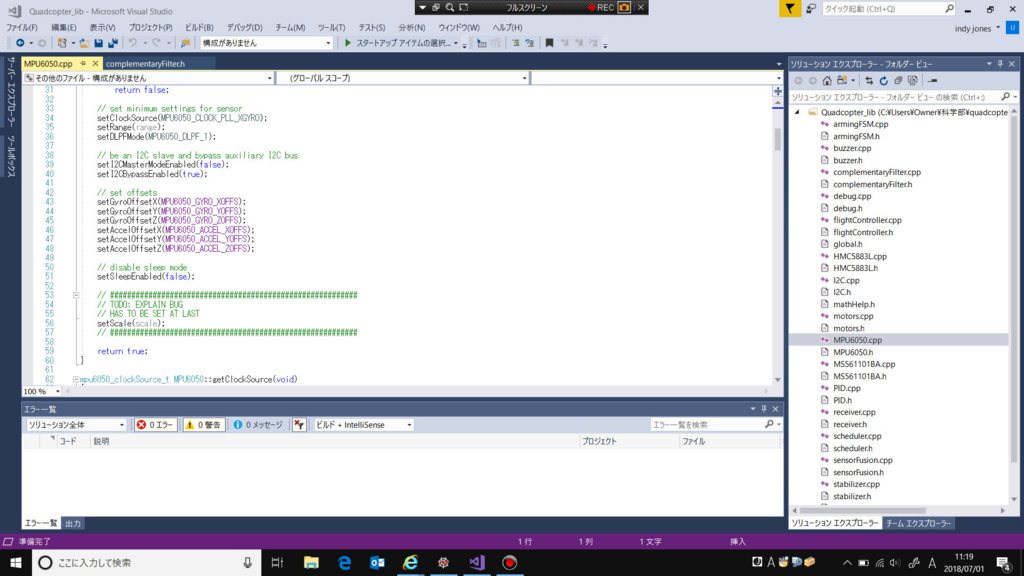 Quadcopter_lib - Microsoft Visual Studio
フルスクリーン
REC
クイック起動 (Ctrl+Q)
ファイル(F) 編集(E) 表示(V) プロジェクト(P) ビルド(B) デバッグ(D) チーム(M) ツール(T) テスト(S) 分析(N) ウィンドウ(W) ヘルプ(H)
indy jones
構成がありません
スタートアップ アイテムの選択...
サーバー エクスプローラー
ツールボックス
MPU6050.cpp
complementaryFilter.h
その他のファイル - 構成がありません
(グローバル スコープ)
31 return false;
32
33 // set minimum settings for sensor
34 setClockSource(MPU6050_CLOCK_PLL_XGYRO);
35 setRange(range);
36 setDLPFMode(MPU6050_DLPF_1);
37
38 // be an I2C slave and bypass auxiliary I2C bus
39 setI2CMasterModeEnabled(false);
40 setI2CBypassEnabled(true);
41
42 // set offsets
43 setGyroOffsetX(MPU6050_GYRO_XOFFS);
44 setGyroOffsetY(MPU6050_GYRO_YOFFS);
45 setGyroOffsetZ(MPU6050_GYRO_ZOFFS);
46 setAccelOffsetX(MPU6050_ACCEL_XOFFS);
47 setAccelOffsetY(MPU6050_ACCEL_YOFFS);
48 setAccelOffsetZ(MPU6050_ACCEL_ZOFFS);
49
50 // disable sleep mode
51 setSleepEnabled(false);
52
53 // ##########################################################
54 // TODO: EXPLAIN BUG
55 // HAS TO BE SET AT LAST
56 setScale(scale);
57 // ##########################################################
58
59 return true;
60 }
61
62 mpu6050_clockSource_t MPU6050::getClockSource(void)
100 %
エラー一覧
ソリューション全体
0 エラー
0 警告
0 メッセージ
ビルド + IntelliSense
エラー一覧を検索
コード 説明 プロジェクト ファイル
エラー一覧 出力
ソリューション エクスプローラー - フォルダー ビュー
ソリューション エクスプローラー - フォルダー ビュー の検索 (Ctrl+;)
Quadcopter_lib (C:¥Users¥Owner¥科学部¥quadcopte
armingFSM.cpp
armingFSM.h
buzzer.cpp
buzzer.h
complementaryFilter.cpp
complementaryFilter.h
debug.cpp
debug.h
flightController.cpp
flightController.h
global.h
HMC5883L.cpp
HMC5883L.h
I2C.cpp
I2C.h
mathHelp.h
motors.cpp
motors.h
MPU6050.cpp
MPU6050.h
MS561101BA.cpp
MS561101BA.h
PID.cpp
PID.h
receiver.cpp
receiver.h
scheduler.cpp
scheduler.h
sensorFusion.cpp
sensorFusion.h
stabilizer.cpp
stabilizer.h
ソリューション エクスプローラー チーム エクスプローラー
準備完了 1 行 1 列 1 文字 挿入
ここに入力して検索
A
A
11:19
2018/07/01
4